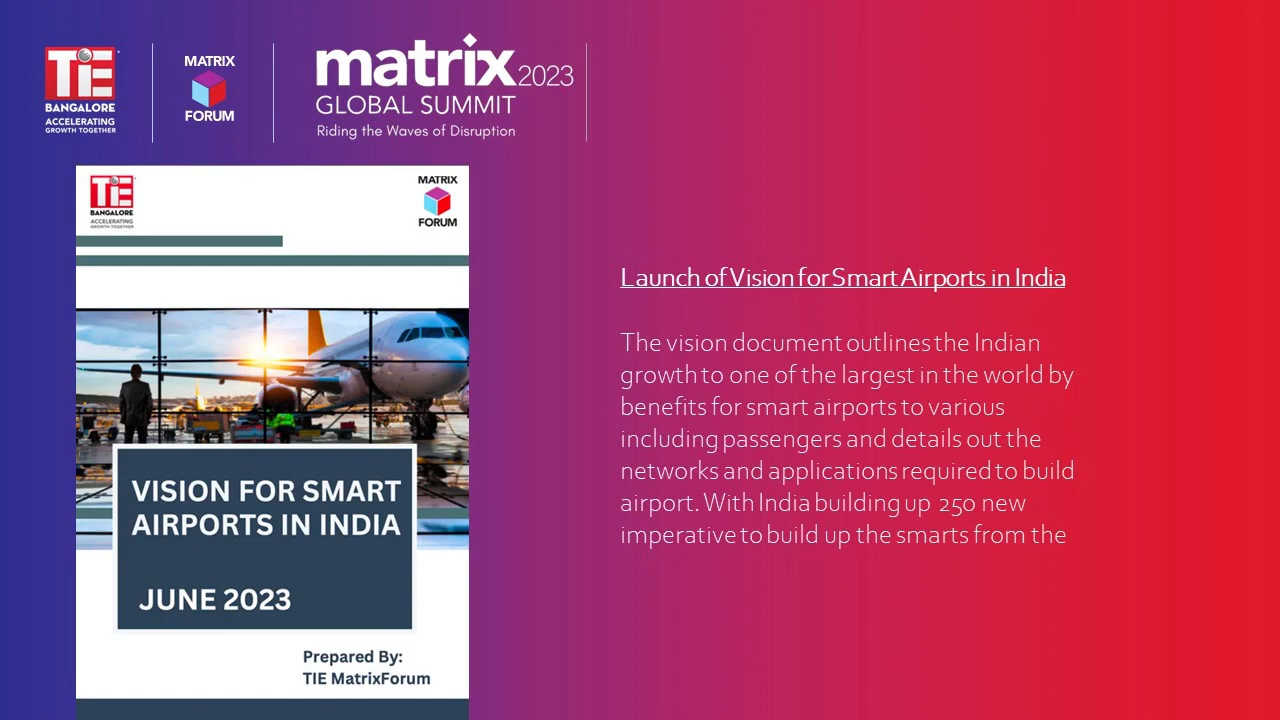 TiE
BANGALORE
ACCELERATING
GROWTH TOGETHER
MATRIX
FORUM
matrix2023
GLOBAL SUMMIT
Riding the Waves of Disruption
TiE
BANGALORE
ACCELERATING
GROWTH TOGETHER
MATRIX
FORUM
VISION FOR SMART
AIRPORTS IN INDIA
JUNE 2023
Prepared By:
TIE MatrixForum
Launch of Vision for Smart Airports in India
The vision document outlines the Indian
growth to one of the largest in the world by
benefits for smart airports to various
including passengers and details out the
networks and applications required to build
airport. With India building up 250 new
imperative to build up the smarts from the